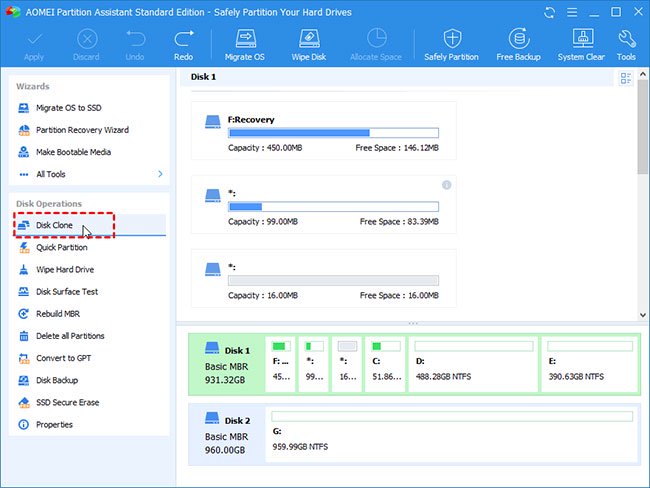 AOMEI Partition Assistant Standard Edition - Safely Partition Your Hard Drives
Apply Discard Undo Redo Migrate OS Wipe Disk Allocate Space Safely Partition Free Backup System Clear Tools
Wizards
Migrate OS to SSD
Partition Recovery Wizard
Make Bootable Media
All Tools
Disk Operations
Disk Clone
Quick Partition
Wipe Hard Drive
Disk Surface Test
Rebuild MBR
Delete all Partitions
Convert to GPT
Disk Backup
SSD Secure Erase
Properties
Disk 1
F:Recovery
Capacity : 450.00MB Free Space : 146.12MB
*:
Capacity : 99.00MB Free Space : 83.39MB
*:
Capacity : 16.00MB Free Space : 16.00MB
Disk 1
Basic MBR
931.32GB
F: ...
45...
*:
99...
*:
16...
C:
51.86...
D:
488.28GB NTFS
E:
390.63GB NTFS
Disk 2
Basic MBR
960.00GB
G:
959.99GB NTFS